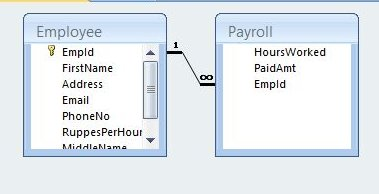 Employee
EmpId
FirstName
Address
Email
PhoneNo
RuppesPerHour
MiddleName
1
∞
Payroll
HoursWorked
PaidAmt
EmpId